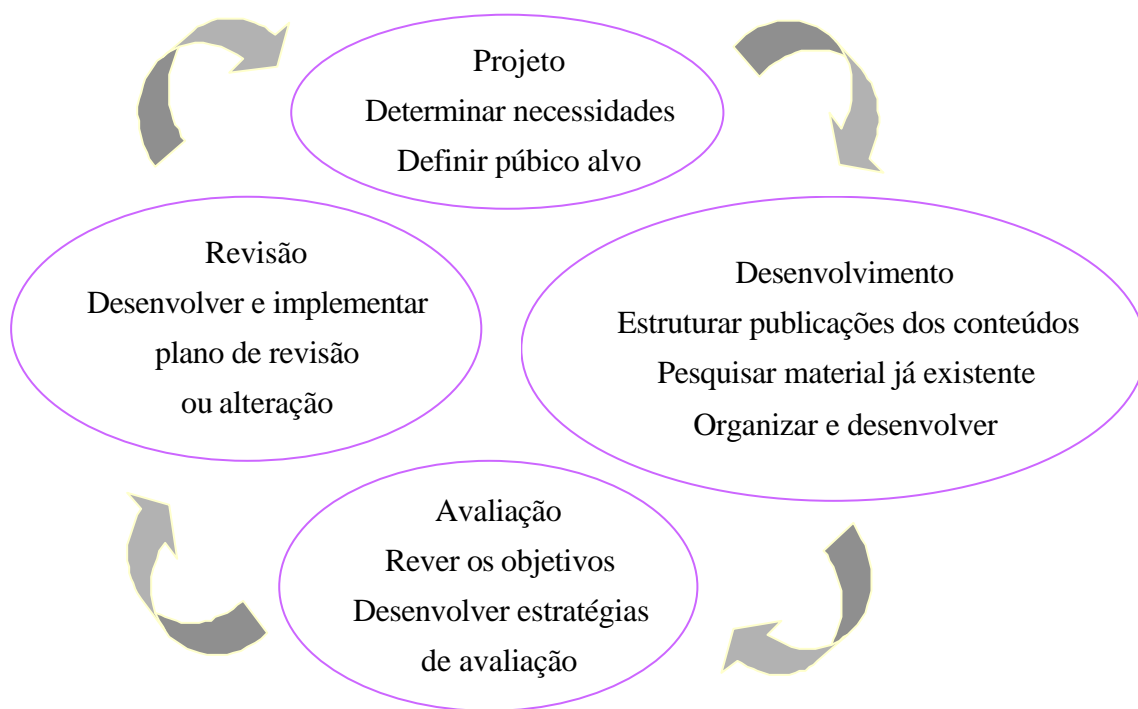 Projeto
Determinar necessidades
Definir púbico alvo
Revisão
Desenvolver e implementar
plano de revisão
ou alteração
Desenvolvimento
Estruturar publicações dos conteúdos
Pesquisar material já existente
Organizar e desenvolver
Avaliação
Rever os objetivos
Desenvolver estratégias
de avaliação